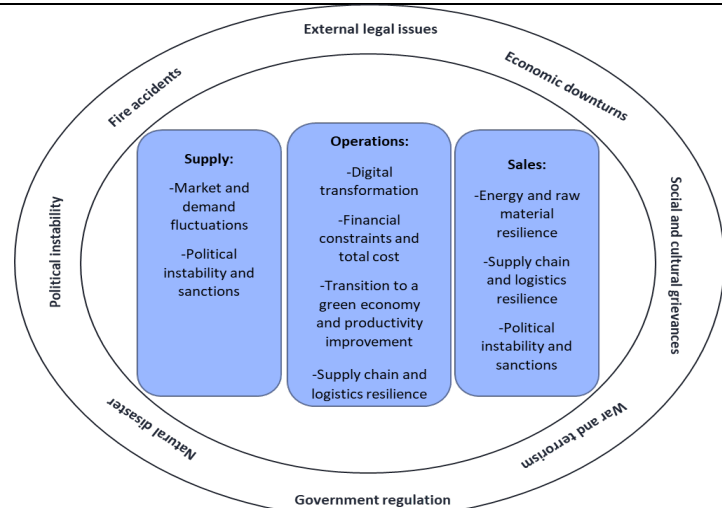 External legal issues
Economic downturns
Fire accidents
Social and cultural grievances
Political instability
War and terrorism
Natural disaster
Government regulation
Supply:
-Market and
demand
fluctuations
-Political
instability and
sanctions
Operations:
-Digital
transformation
-Financial
constraints and
total cost
-Transition to a
green economy
and productivity
improvement
-Supply chain and
logistics resilience
Sales:
-Energy and raw
material
resilience
-Supply chain
and logistics
resilience
-Political
instability and
sanctions